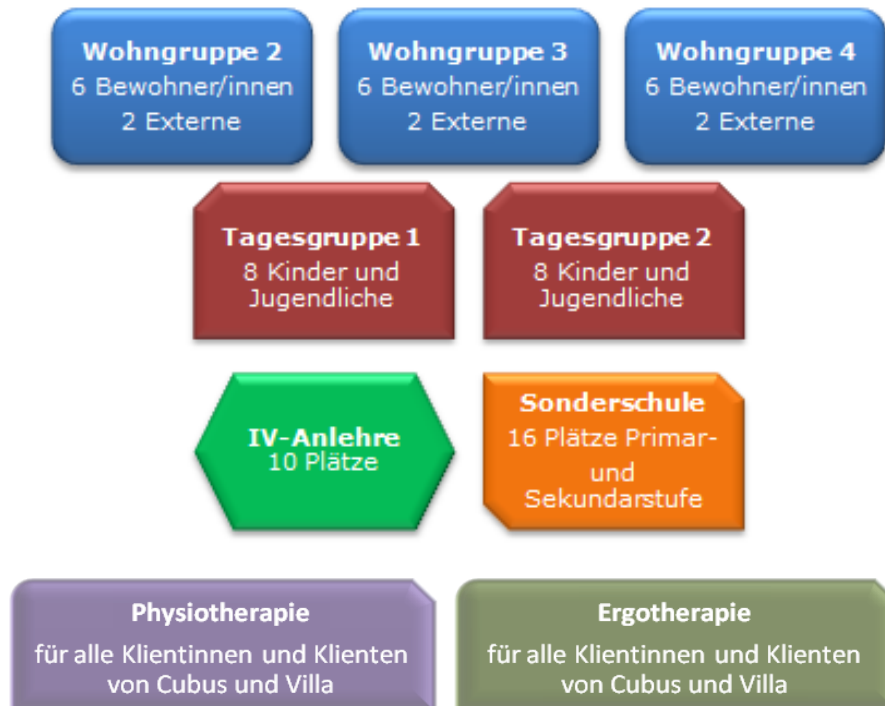 Wohngruppe 2
6 Bewohner/innen
2 Externe
Wohngruppe 3
6 Bewohner/innen
2 Externe
Wohngruppe 4
6 Bewohner/innen
2 Externe
Tagesgruppe 1
8 Kinder und
Jugendliche
Tagesgruppe 2
8 Kinder und
Jugendliche
IV-Anlehre
10 Plätze
Sonderschule
16 Plätze Primar-
und
Sekundarstufe
Physiotherapie
für alle Klientinnen und Klienten
von Cubus und Villa
Ergotherapie
für alle Klientinnen und Klienten
von Cubus und Villa